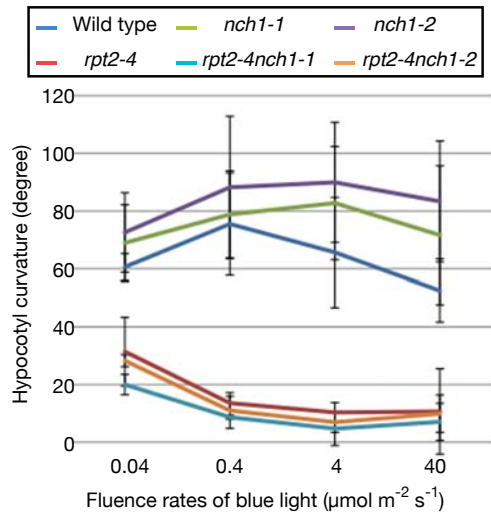 Wild type nch1-1 nch1-2
rpt2-4 rpt2-4nch1-1 rpt2-4nch1-2
Hypocotyl curvature (degree)
120
100
80
60
40
20
0
0.04 0.4 4 40
Fluence rates of blue light (μmol m⁻² s⁻¹)